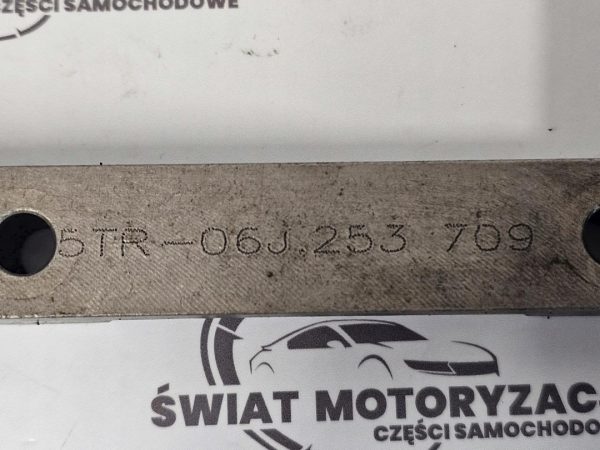 CZĘŚCI SAMOCHODOWE
5TR-06J.253 709
ŚWIAT MOTORYZAC
CZĘŚCI SAMOCHODO